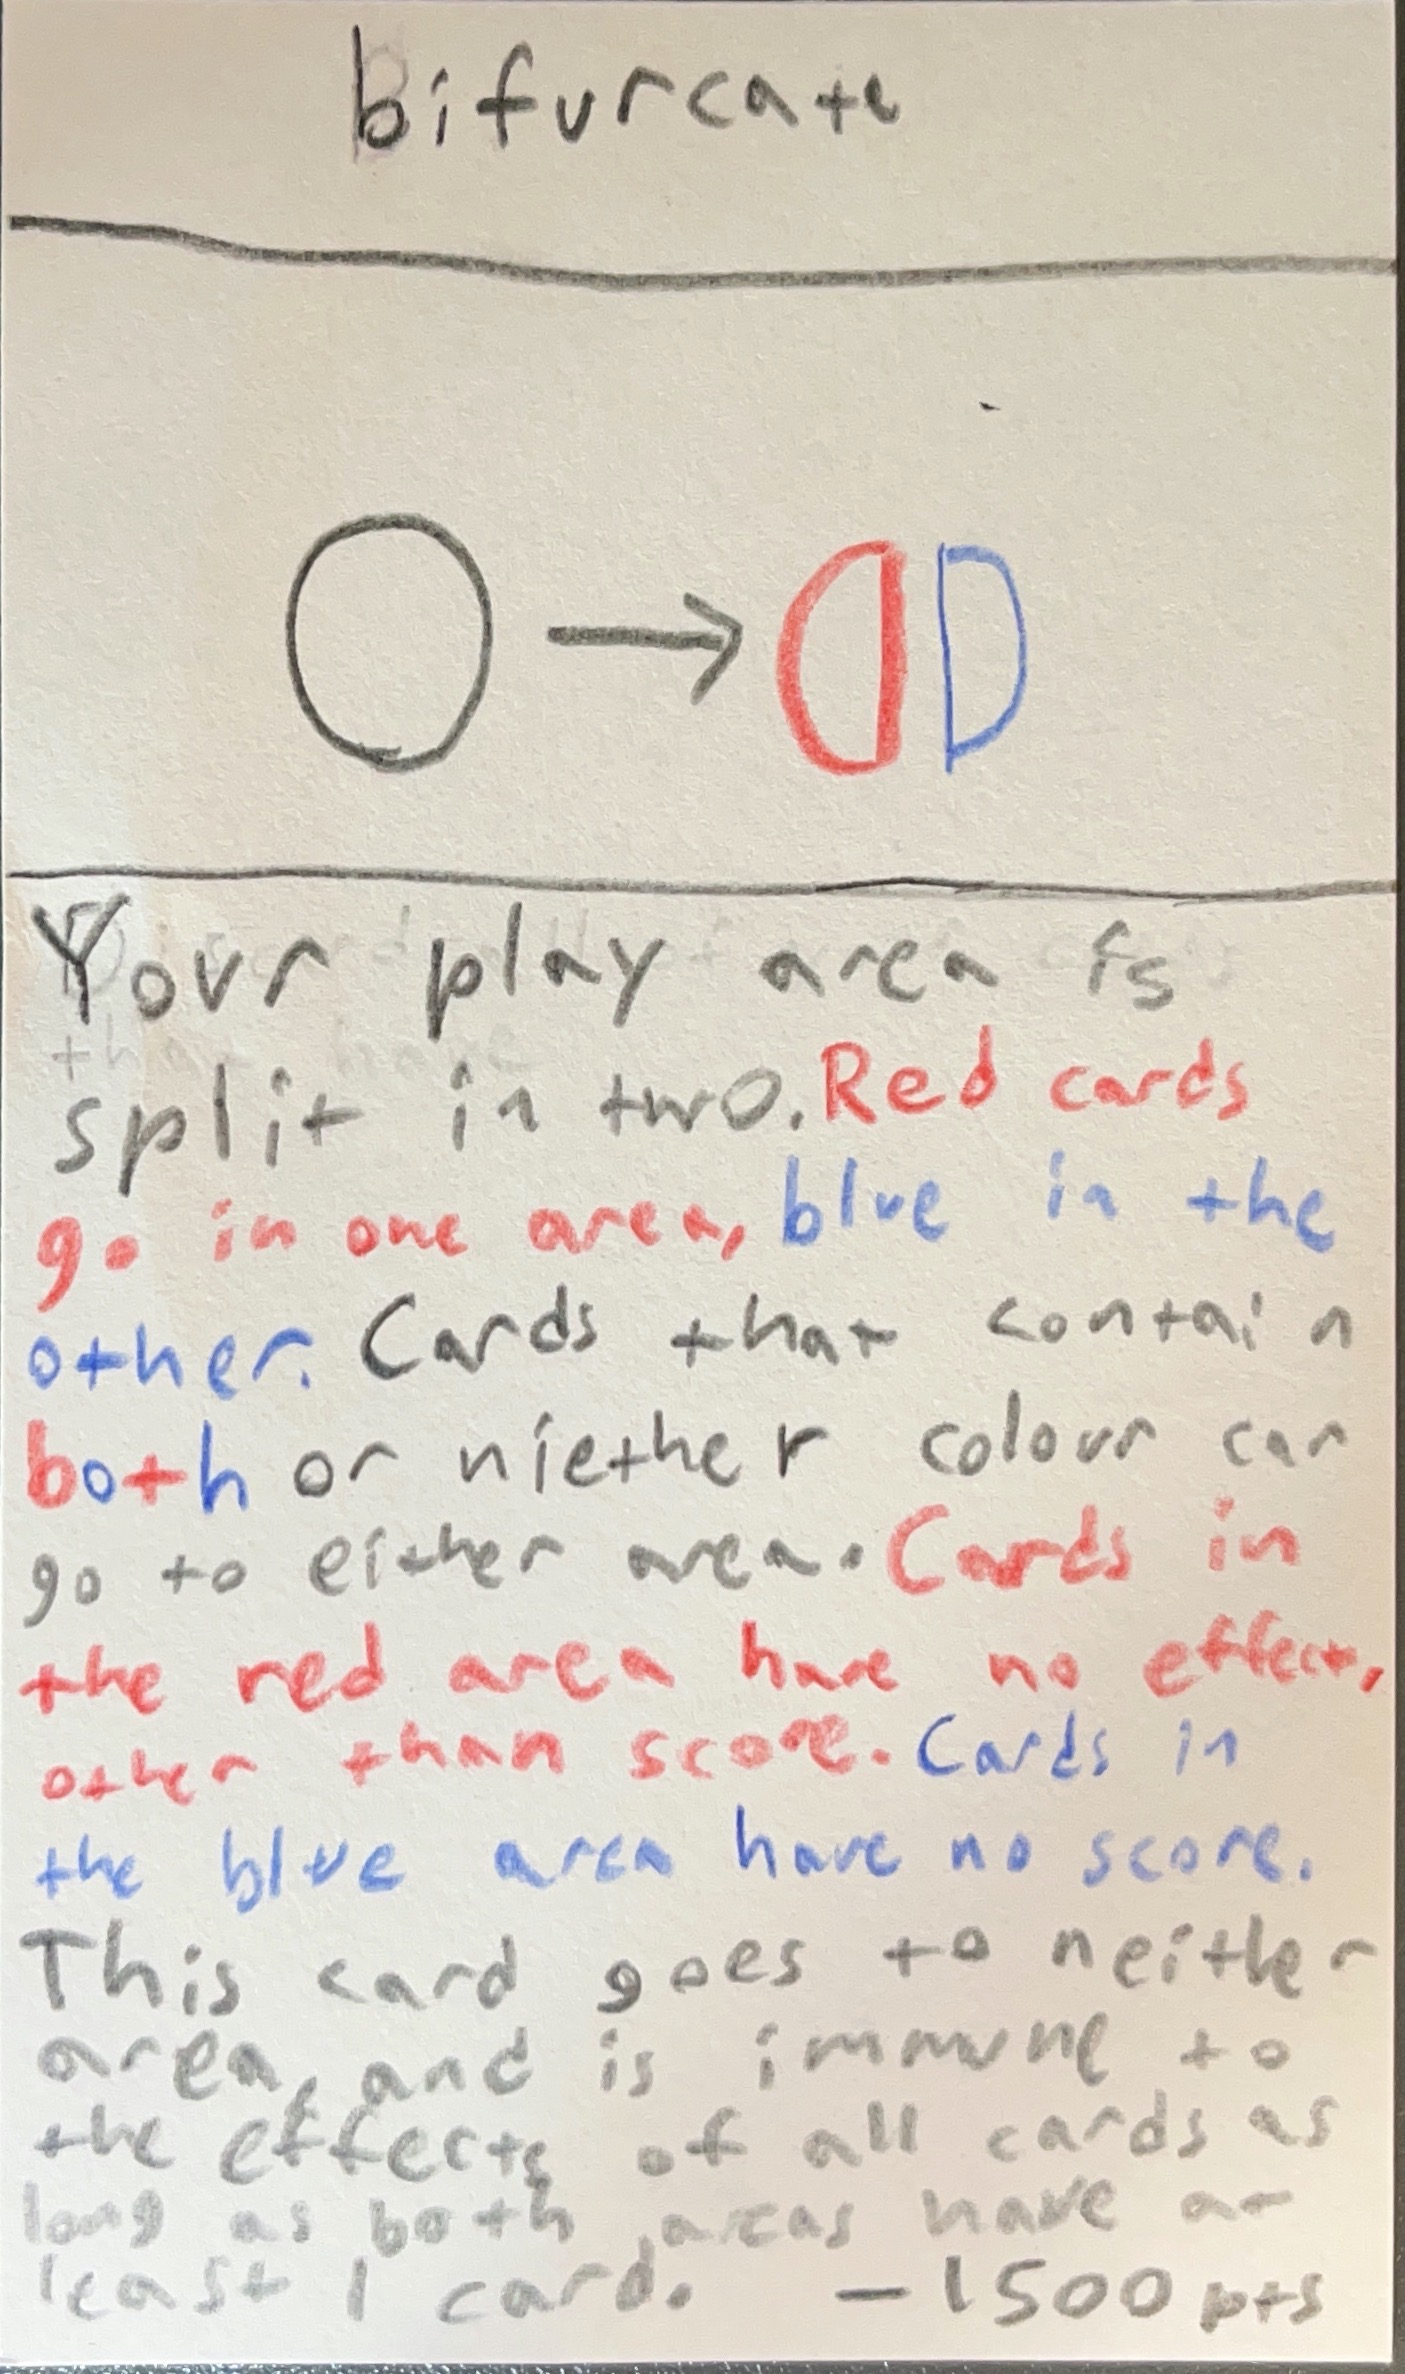 bifurcate
Your play area is
split in two. Red cards
go in one area, blue in the
other. Cards that contain
both or niether colour can
go to either area. Cards in
the red area have no effect,
other than score. Cards in
the blue area have no score.
This card goes to neither
area, and is immune to
the effects of all cards as
long as both areas have at
least 1 card. -1500 pts